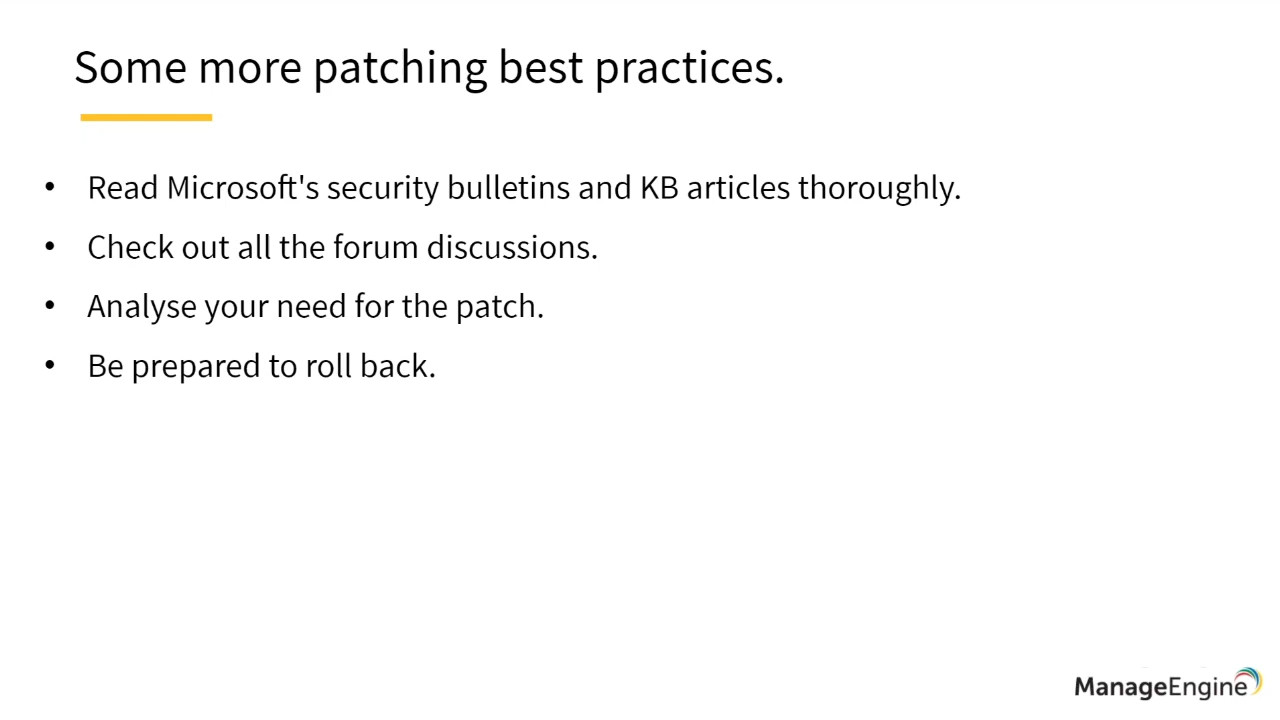 Some more patching best practices.
• Read Microsoft's security bulletins and KB articles thoroughly.
• Check out all the forum discussions.
• Analyse your need for the patch.
• Be prepared to roll back.
ManageEngine